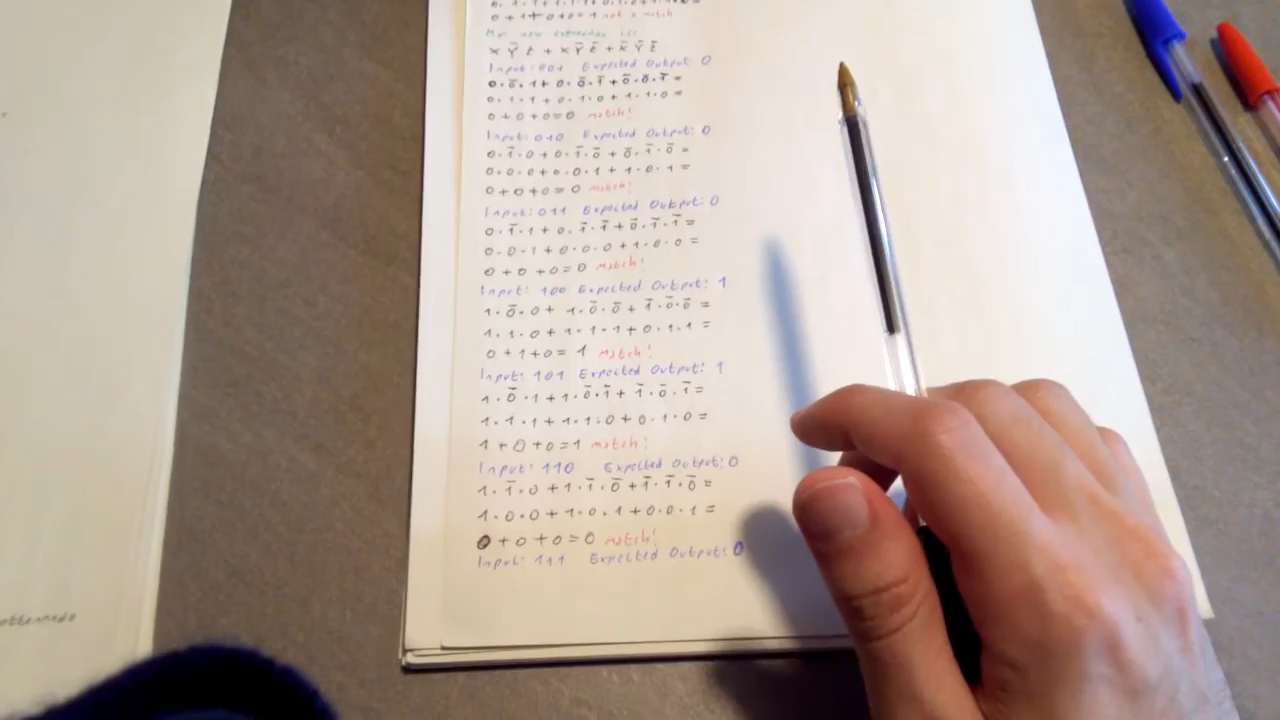 0+1+0+0=1 not a match
My new extension is:
X Ȳ Z + X Ȳ Z̄ + X̄ Ȳ Z̄
Input: 001 Expected Output: 0
0·0̄·1+0·0̄·1̄+0̄·0̄·1̄=
0·1·1+0·1·0+1·1·0=
0+0+0=0 match!
Input: 010 Expected Output: 0
0·1̄·0+0·1̄·0̄+0̄·1̄·0̄=
0·0·0+0·0·1+1·0·1=
0+0+0=0 match!
Input: 011 Expected Output: 0
0·1̄·1+0·1̄·1̄+0̄·1̄·1̄=
0·0·1+0·0·0+1·0·0=
0+0+0=0 match!
Input: 100 Expected Output: 1
1·0̄·0+1·0̄·0̄+1̄·0̄·0̄=
1·1·0+1·1·1+0·1·1=
0+1+0=1 match!
Input: 101 Expected Output: 1
1·0̄·1+1·0̄·1̄+1̄·0̄·1̄=
1·1·1+1·1·0+0·1·0=
1+0+0=1 match!
Input: 110 Expected Output: 0
1·1̄·0+1·1̄·0̄+1̄·1̄·0̄=
1·0·0+1·0·1+0·0·1=
0+0+0=0 match!
Input: 111 Expected Output: 0